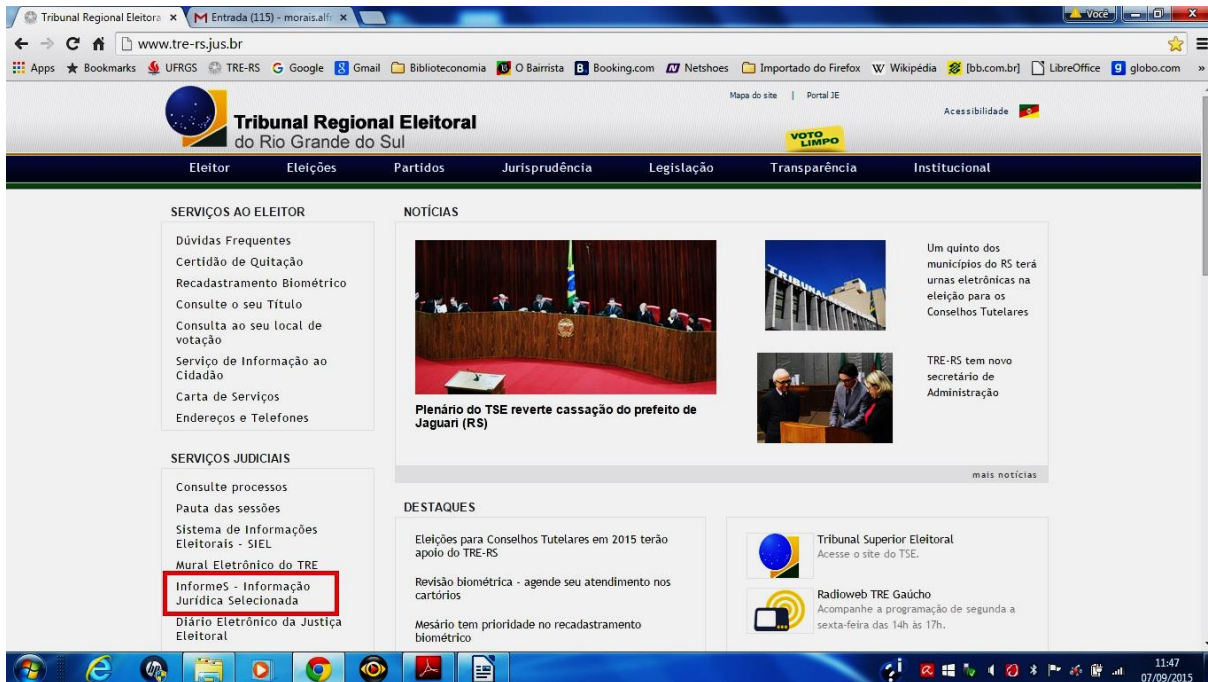 Tribunal Regional Eleitora
Entrada (115) - morais.alfr
Você
www.tre-rs.jus.br
Apps Bookmarks UFRGS TRE-RS Google Gmail Biblioteconomia O Bairrista Booking.com Netshoes Importado do Firefox Wikipédia [bb.com.br] LibreOffice globo.com »
Mapa do site | Portal JE
Acessibilidade
Tribunal Regional Eleitoral
do Rio Grande do Sul
VOTO
LIMPO
Eleitor Eleições Partidos Jurisprudência Legislação Transparência Institucional
SERVIÇOS AO ELEITOR
Dúvidas Frequentes
Certidão de Quitação
Recadastramento Biométrico
Consulte o seu Título
Consulta ao seu local de
votação
Serviço de Informação ao
Cidadão
Carta de Serviços
Endereços e Telefones
SERVIÇOS JUDICIAIS
Consulte processos
Pauta das sessões
Sistema de Informações
Eleitorais - SIEL
Mural Eletrônico do TRE
InformeS - Informação
Jurídica Selecionada
Diário Eletrônico da Justiça
Eleitoral
NOTÍCIAS
Plenário do TSE reverte cassação do prefeito de
Jaguari (RS)
TRIBUNAL
Um quinto dos
municípios do RS terá
urnas eletrônicas na
eleição para os
Conselhos Tutelares
TRE-RS tem novo
secretário de
Administração
mais notícias
DESTAQUES
Eleições para Conselhos Tutelares em 2015 terão
apoio do TRE-RS
Revisão biométrica - agende seu atendimento nos
cartórios
Mesário tem prioridade no recadastramento
biométrico
Tribunal Superior Eleitoral
Acesse o site do TSE.
Radioweb TRE Gaúcho
Acompanhe a programação de segunda a
sexta-feira das 14h às 17h.
11:47
07/09/2015